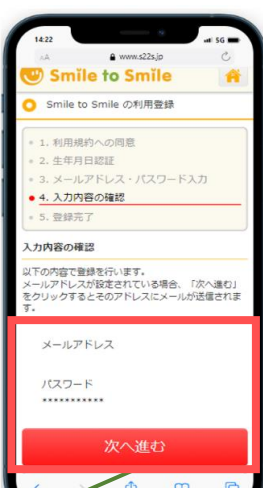 14:22
5G
AA
www.s22s.jp
Smile to Smile
Smile to Smile の利用登録
1. 利用規約への同意
2. 生年月日認証
3. メールアドレス・パスワード入力
4. 入力内容の確認
5. 登録完了
入力内容の確認
以下の内容で登録を行います。
メールアドレスが設定されている場合、「次へ進む」
をクリックするとそのアドレスにメールが送信されま
す。
メールアドレス
パスワード
***********
次へ進む